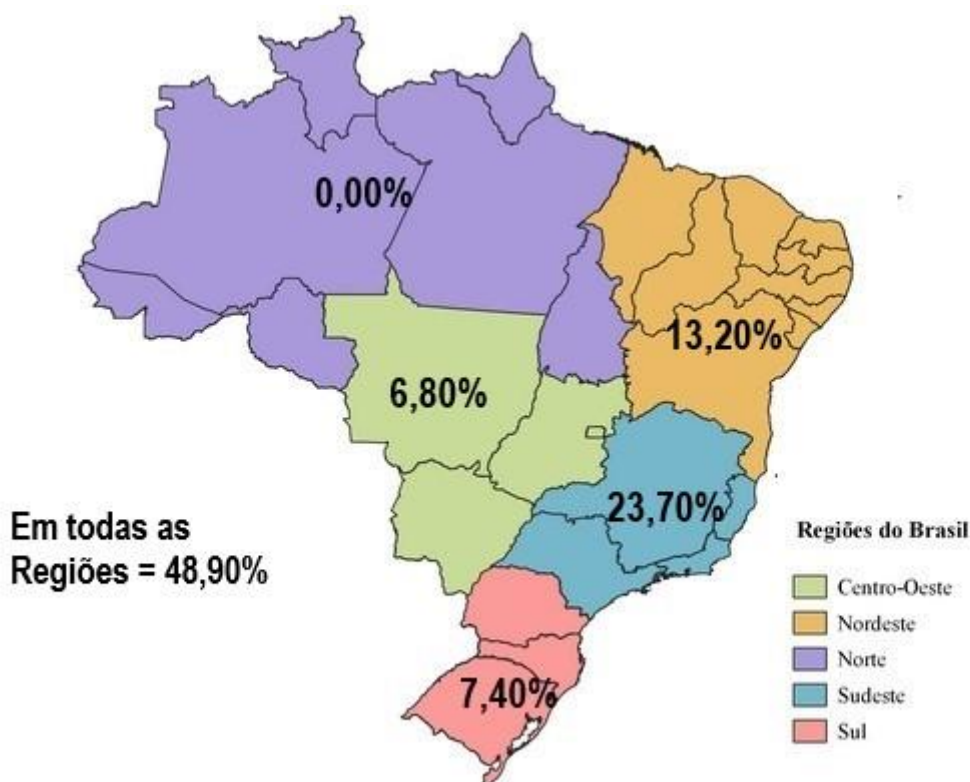 0,00%
13,20%
6,80%
23,70%
Em todas as
Regiões = 48,90%
7,40%
Regiões do Brasil
Centro-Oeste
Nordeste
Norte
Sudeste
Sul